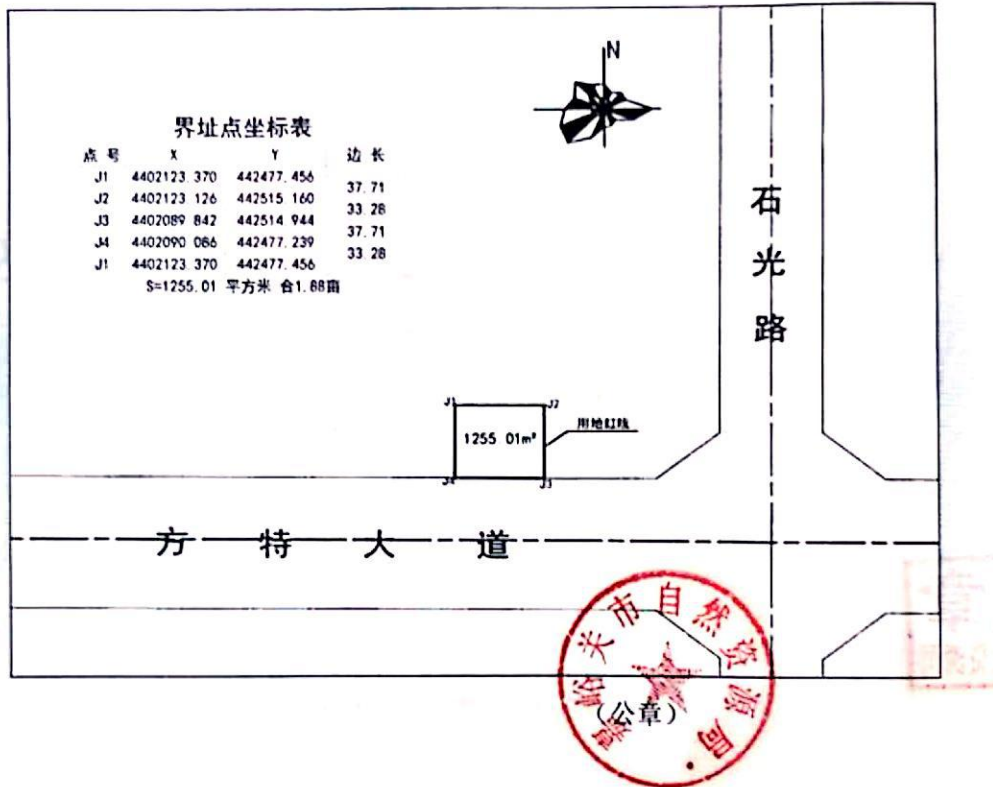 N
界址点坐标表
点号 X Y 边长
J1 4402123.370 442477.456
37.71
J2 4402123.126 442515.160
33.28
J3 4402089.842 442514.944
37.71
J4 4402090.086 442477.239
33.28
J1 4402123.370 442477.456
S=1255.01 平方米 合1.88亩
石光路
J1
J2
1255.01m²
用地红线
J4
J3
方特大道
嘉峪关市自然资源局
(公章)